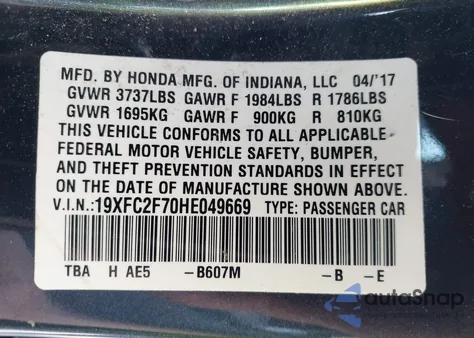 MFD. BY HONDA MFG. OF INDIANA, LLC 04/'17
GVWR 3737LBS GAWR F 1984LBS R 1786LBS
GVWR 1695KG GAWR F 900KG R 810KG
THIS VEHICLE CONFORMS TO ALL APPLICABLE
FEDERAL MOTOR VEHICLE SAFETY, BUMPER,
AND THEFT PREVENTION STANDARDS IN EFFECT
ON THE DATE OF MANUFACTURE SHOWN ABOVE.
V.I.N.:19XFC2F70HE049669 TYPE: PASSENGER CAR
TBA H AE5 –B607M –B –E
autoSnap